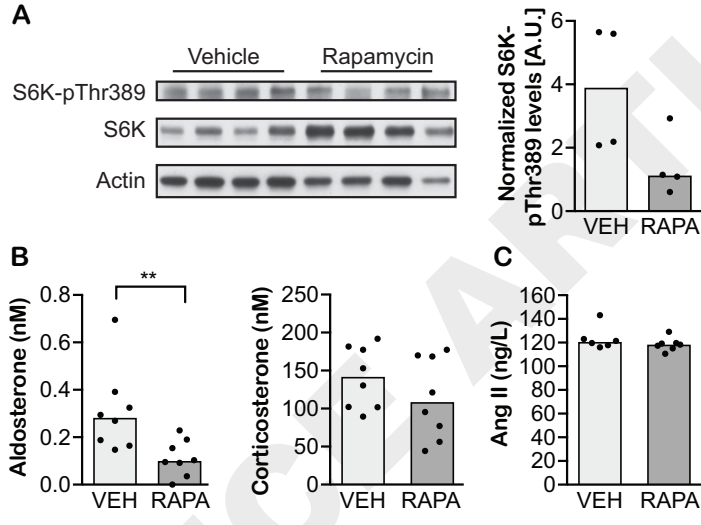 A
Vehicle Rapamycin
S6K-pThr389
S6K
Actin
Normalized S6K-
pThr389 levels [A.U.]
6
4
2
0
VEH RAPA
B
**
Aldosterone (nM)
0.8
0.6
0.4
0.2
0.0
VEH RAPA
Corticosterone (nM)
250
200
150
100
50
0
VEH RAPA
C
Ang II (ng/L)
160
140
120
100
80
60
40
20
0
VEH RAPA